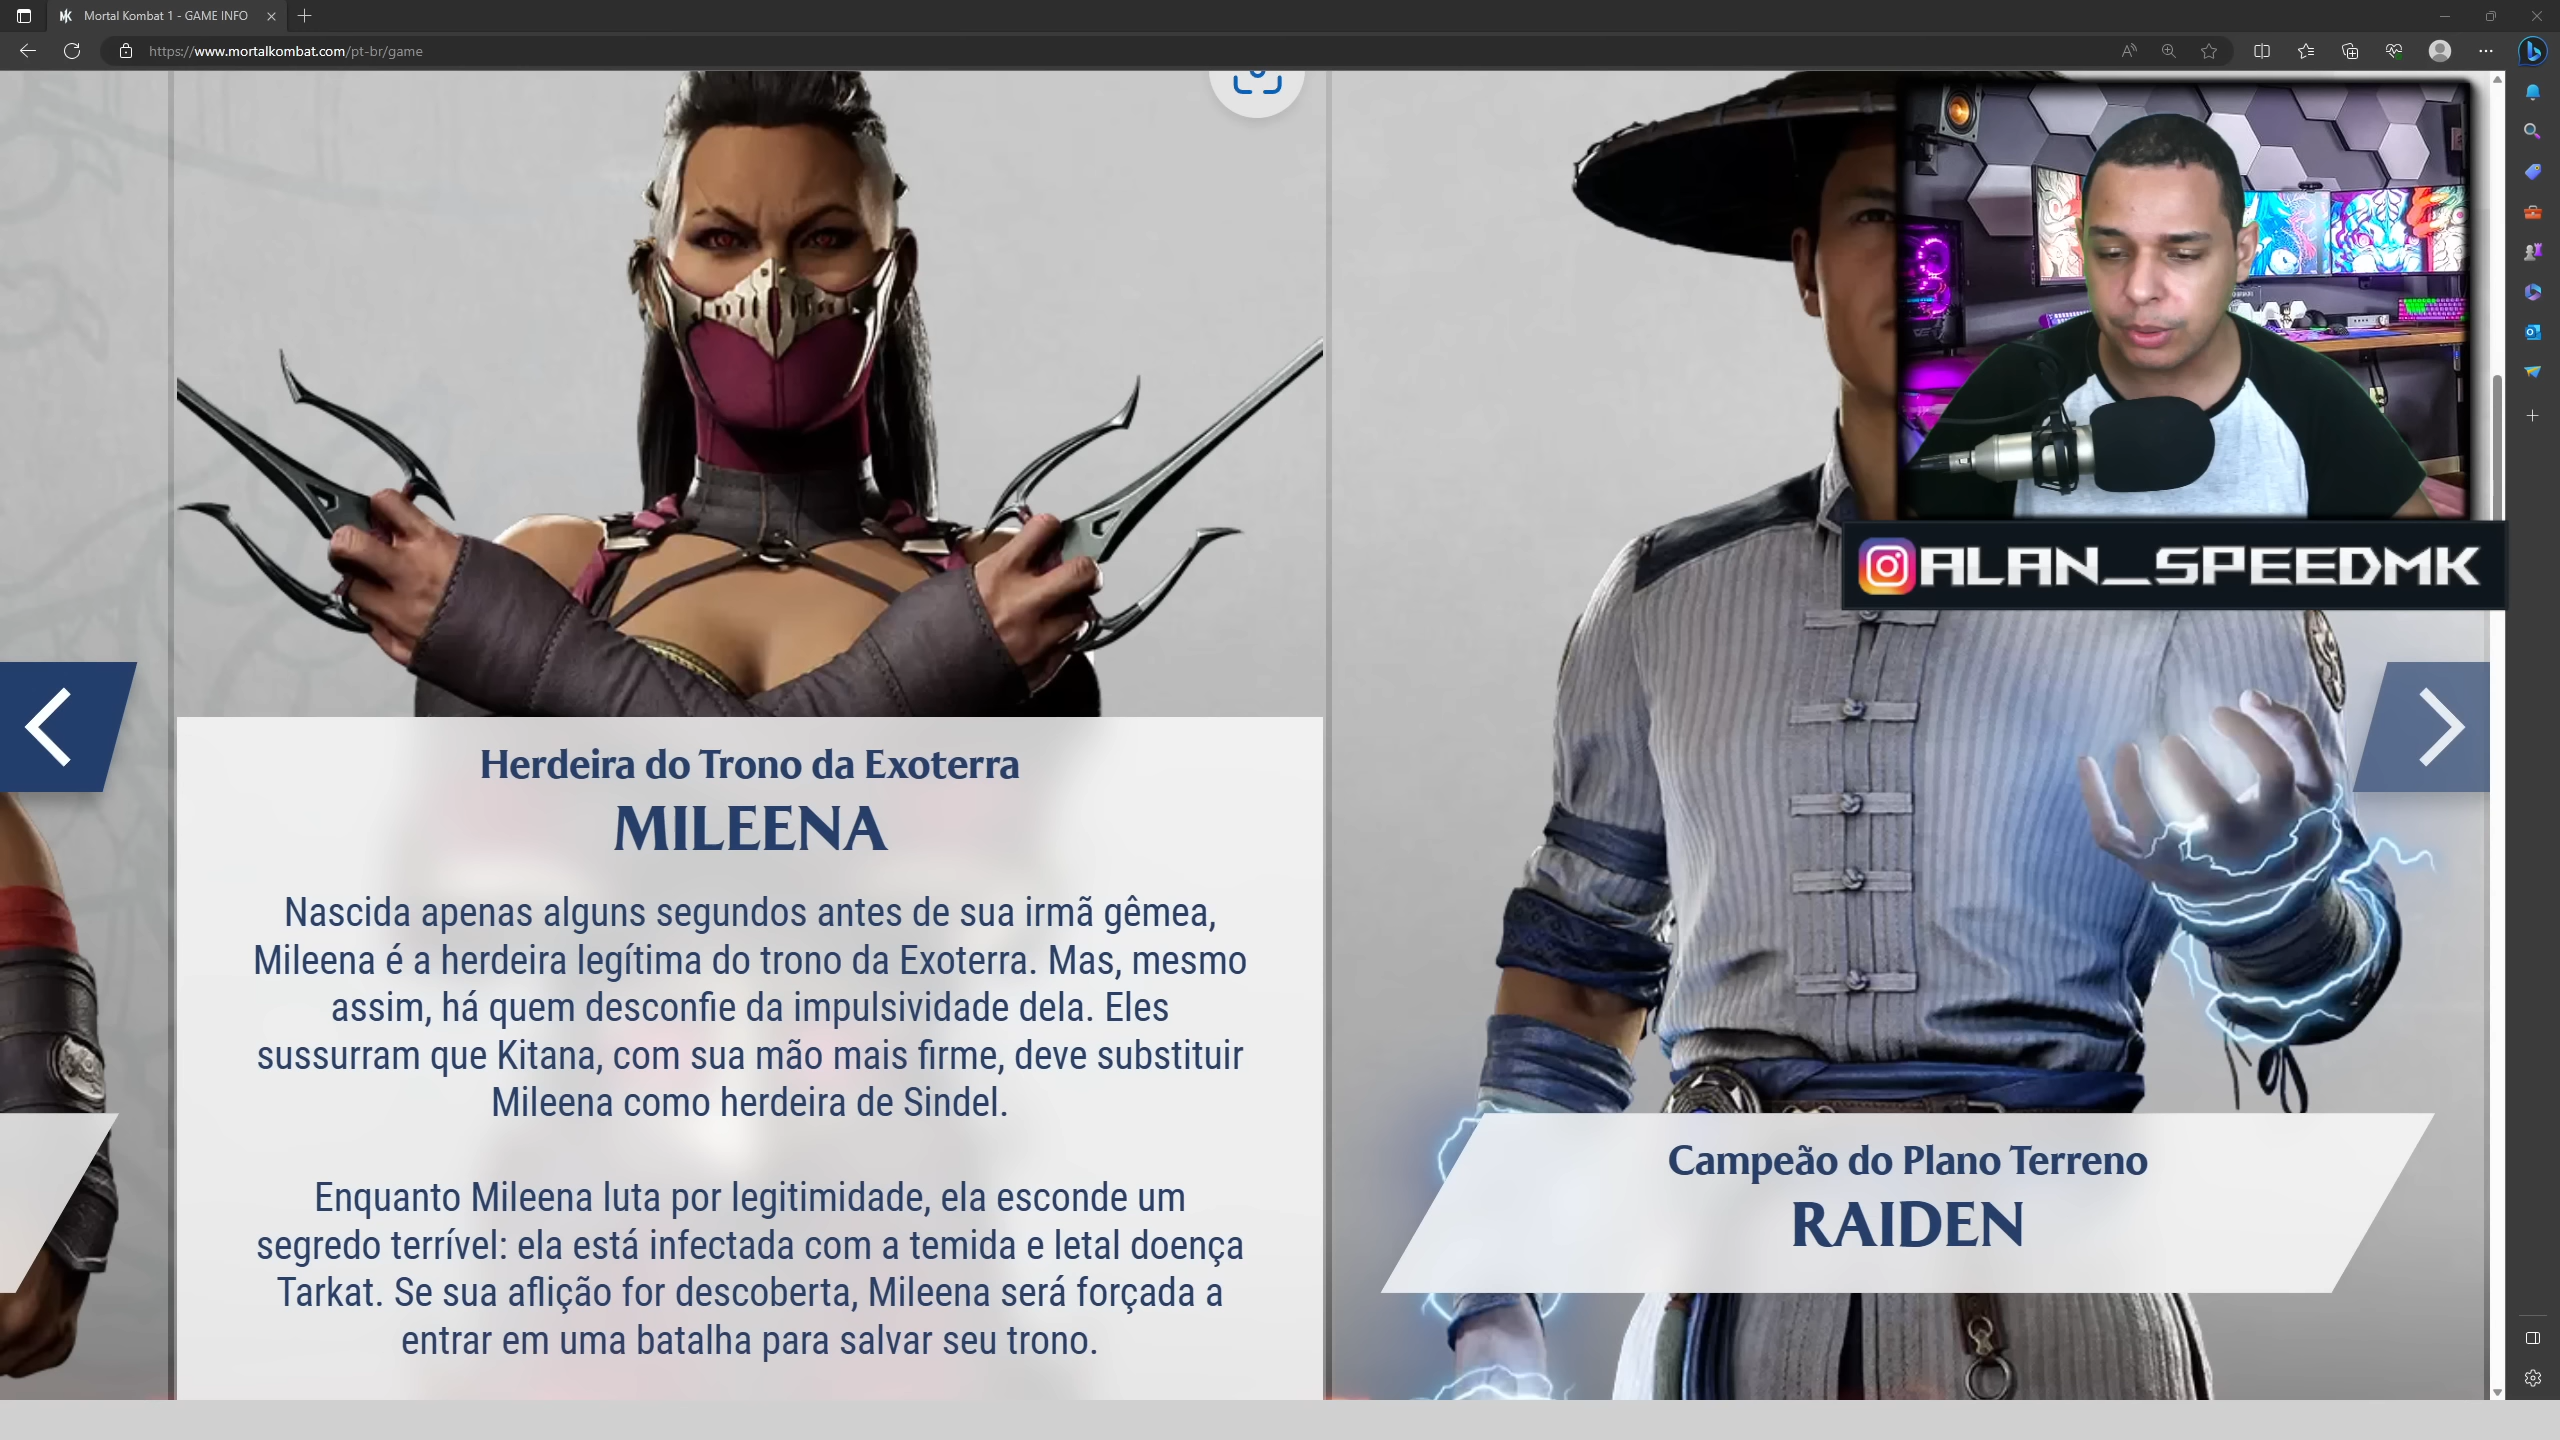 Mortal Kombat 1 - GAME INFO
https://www.mortalkombat.com/pt-br/game
ALAN_SPEEDMK
Herdeira do Trono da Exoterra
MILEENA
Nascida apenas alguns segundos antes de sua irmã gêmea,
Mileena é a herdeira legítima do trono da Exoterra. Mas, mesmo
assim, há quem desconfie da impulsividade dela. Eles
sussurram que Kitana, com sua mão mais firme, deve substituir
Mileena como herdeira de Sindel.
Enquanto Mileena luta por legitimidade, ela esconde um
segredo terrível: ela está infectada com a temida e letal doença
Tarkat. Se sua aflição for descoberta, Mileena será forçada a
entrar em uma batalha para salvar seu trono.
Campeão do Plano Terreno
RAIDEN